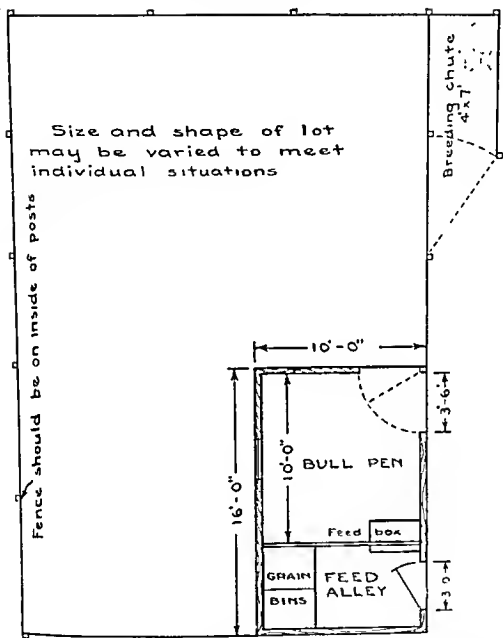 Size and shape of lot
may be varied to meet
individual situations
Breeding chute
4'x7'
Fence should be on inside of posts
10'-0"
16'-0"
10'-0"
3'-6"
BULL PEN
Feed box
GRAIN
BINS
FEED
ALLEY
3'0"